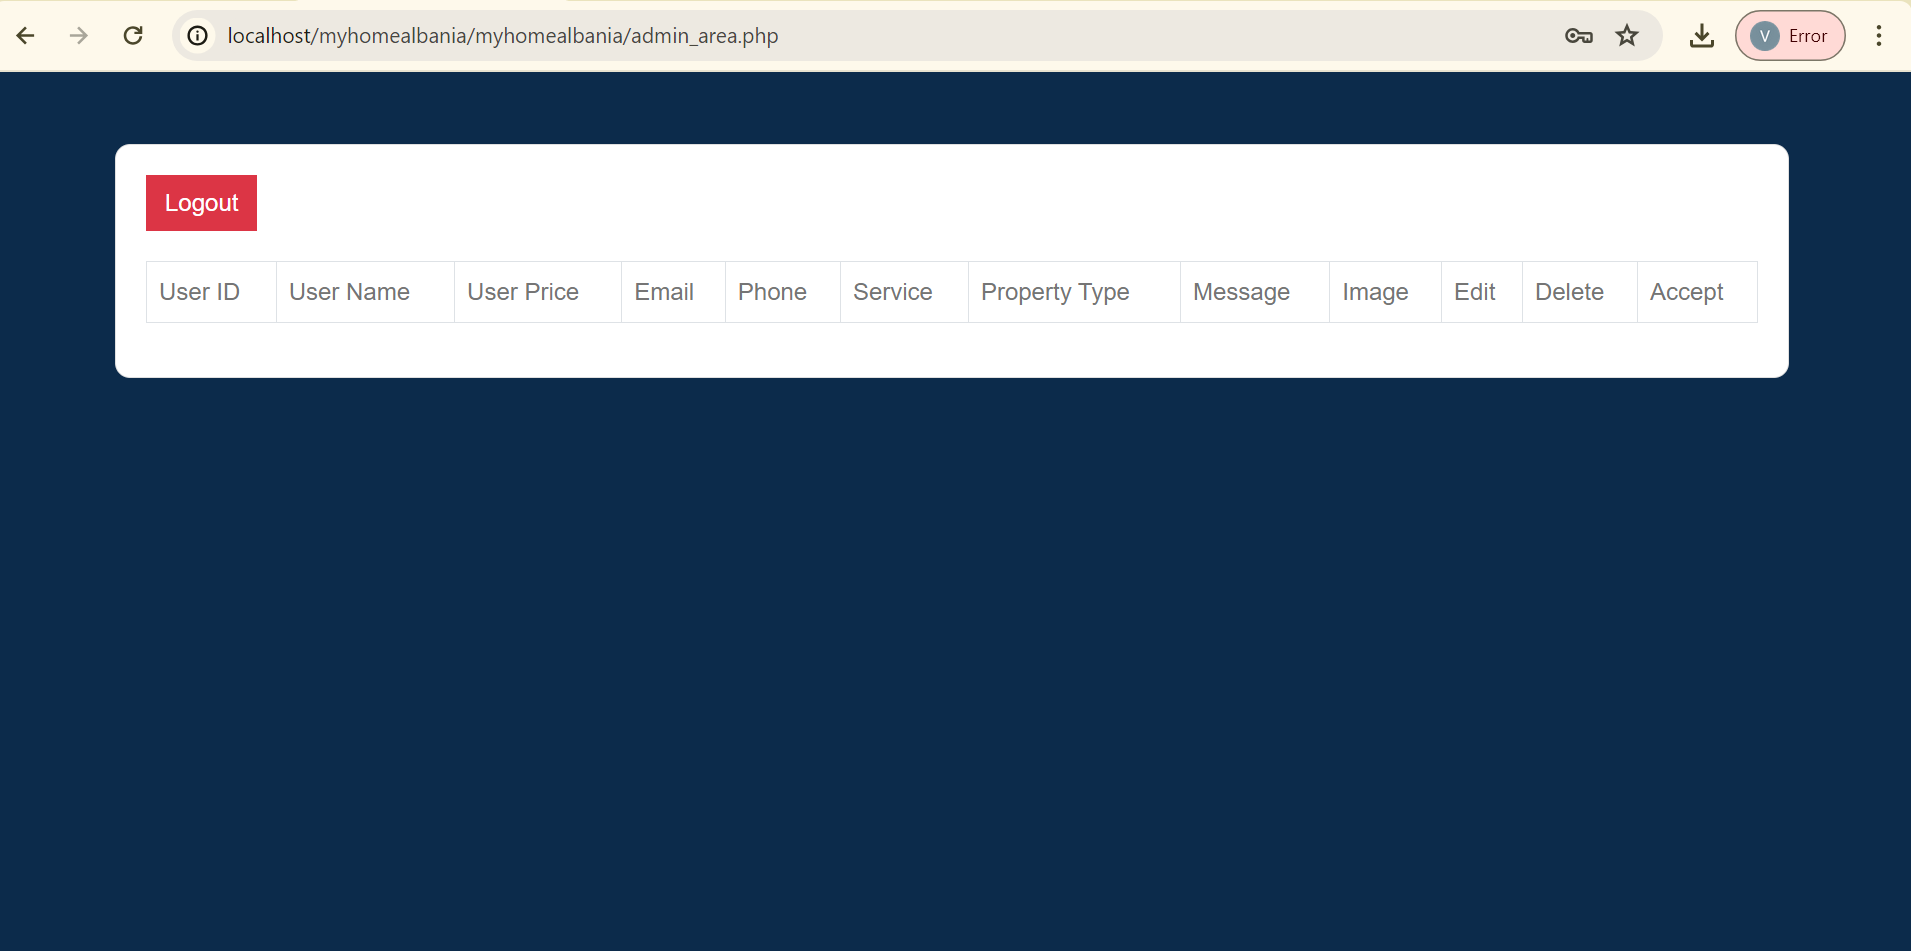 localhost/myhomealbania/myhomealbania/admin_area.php V Error
Logout
User ID User Name User Price Email Phone Service Property Type Message Image Edit Delete Accept